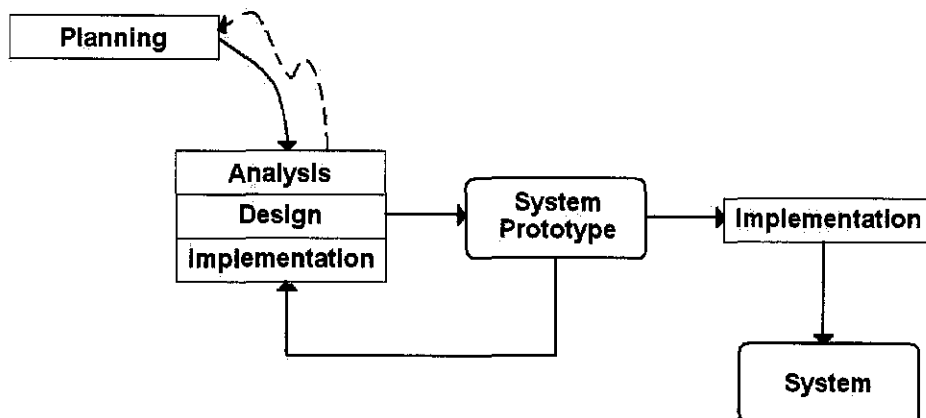 Planning
Analysis
Design
Implementation
System
Prototype
Implementation
System